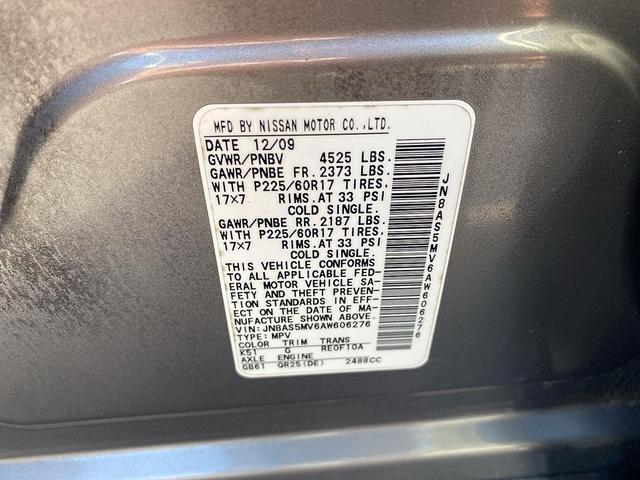 MFD BY NISSAN MOTOR CO.,LTD.
DATE 12/09
GVWR/PNBV 4525 LBS.
GAWR/PNBE FR. 2373 LBS.
WITH P225/60R17 TIRES,
17×7 RIMS.AT 33 PSI
COLD SINGLE.
GAWR/PNBE RR. 2187 LBS.
WITH P225/60R17 TIRES,
17×7 RIMS.AT 33 PSI
COLD SINGLE.
THIS VEHICLE CONFORMS
TO ALL APPLICABLE FED-
ERAL MOTOR VEHICLE SA-
FETY AND THEFT PREVEN-
TION STANDARDS IN EFF-
ECT ON THE DATE OF MA-
NUFACTURE SHOWN ABOVE.
VIN: JN8AS5MV6AW606276
TYPE: MPV
COLOR TRIM TRANS
K51 G RE0F10A
AXLE ENGINE
GB61 QR25(DE) 2488CC
JN8AS5MV6AW606276